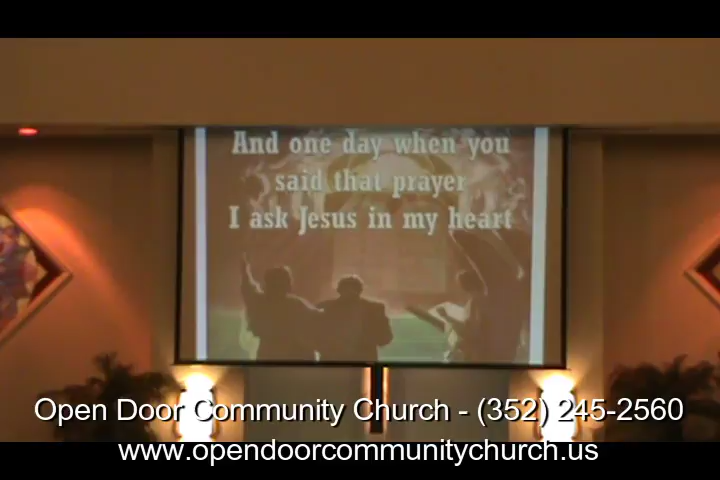 And one day when you
said that prayer
I ask Jesus in my heart
Open Door Community Church - (352) 245-2560
www.opendoorcommunitychurch.us